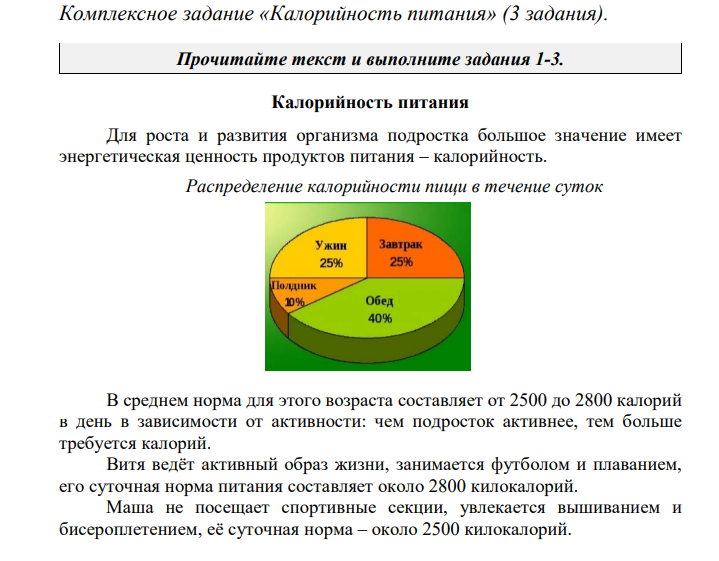 Комплексное задание «Калорийность питания» (3 задания).
Прочитайте текст и выполните задания 1-3.
Калорийность питания
Для роста и развития организма подростка большое значение имеет
энергетическая ценность продуктов питания – калорийность.
Распределение калорийности пищи в течение суток
Ужин
25%
Завтрак
25%
Полдник
10%
Обед
40%
В среднем норма для этого возраста составляет от 2500 до 2800 калорий
в день в зависимости от активности: чем подросток активнее, тем больше
требуется калорий.
Витя ведёт активный образ жизни, занимается футболом и плаванием,
его суточная норма питания составляет около 2800 килокалорий.
Маша не посещает спортивные секции, увлекается вышиванием и
бисероплетением, её суточная норма – около 2500 килокалорий.